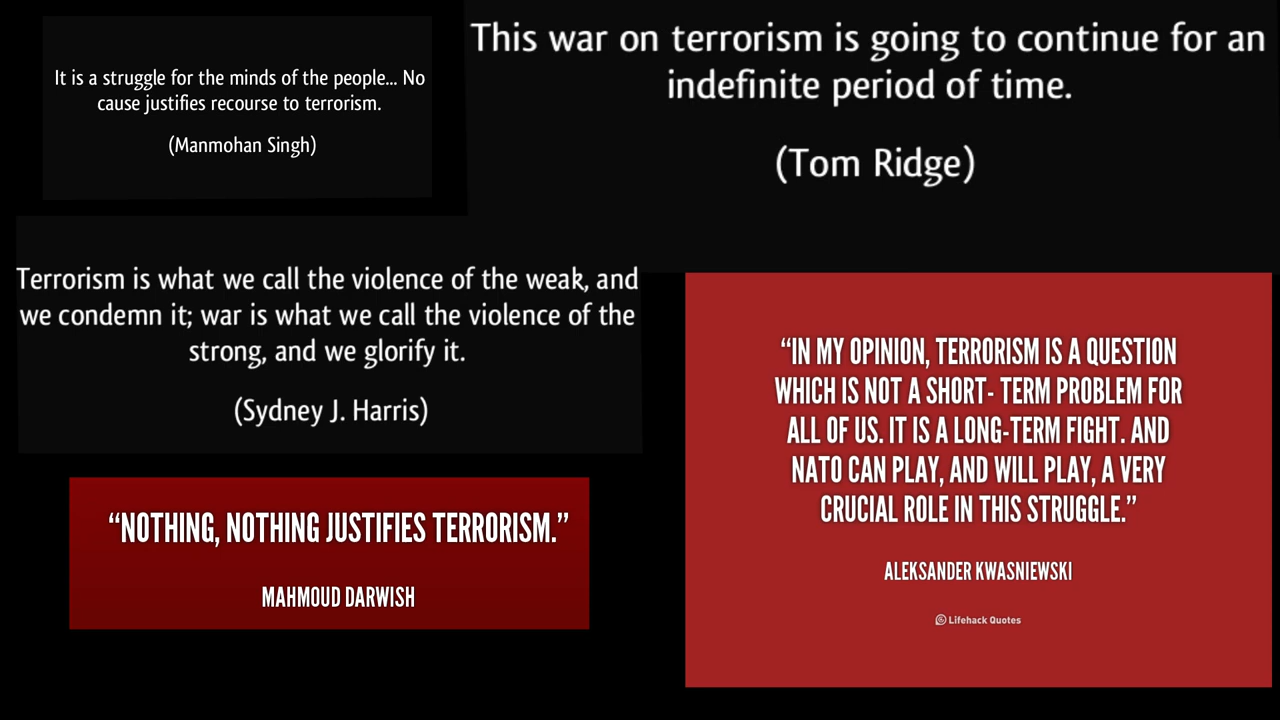 It is a struggle for the minds of the people... No
cause justifies recourse to terrorism.
(Manmohan Singh)
This war on terrorism is going to continue for an
indefinite period of time.
(Tom Ridge)
Terrorism is what we call the violence of the weak, and
we condemn it; war is what we call the violence of the
strong, and we glorify it.
(Sydney J. Harris)
“NOTHING, NOTHING JUSTIFIES TERRORISM.”
MAHMOUD DARWISH
“IN MY OPINION, TERRORISM IS A QUESTION
WHICH IS NOT A SHORT- TERM PROBLEM FOR
ALL OF US. IT IS A LONG-TERM FIGHT. AND
NATO CAN PLAY, AND WILL PLAY, A VERY
CRUCIAL ROLE IN THIS STRUGGLE.”
ALEKSANDER KWASNIEWSKI
Lifehack Quotes